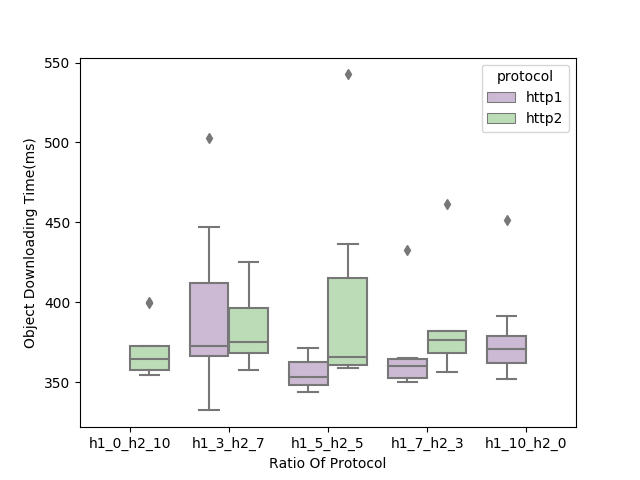 550
500
450
400
350
Object Downloading Time(ms)
protocol
http1
http2
h1_0_h2_10
h1_3_h2_7
h1_5_h2_5
h1_7_h2_3
h1_10_h2_0
Ratio Of Protocol